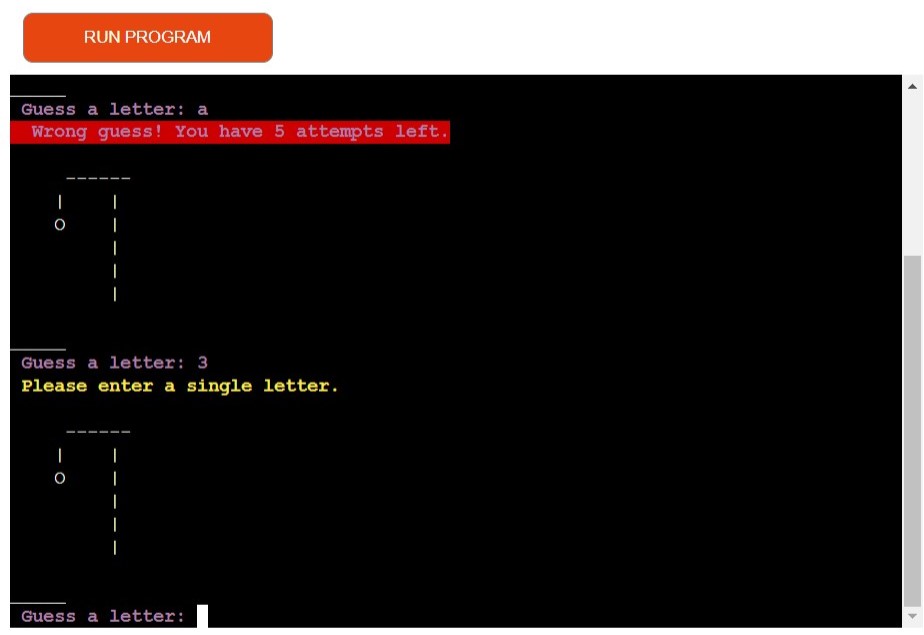 RUN PROGRAM
_____
Guess a letter: a
Wrong guess! You have 5 attempts left.
------
|    |
O    |
|
|
|
_____
Guess a letter: 3
Please enter a single letter.
------
|    |
O    |
|
|
|
_____
Guess a letter: